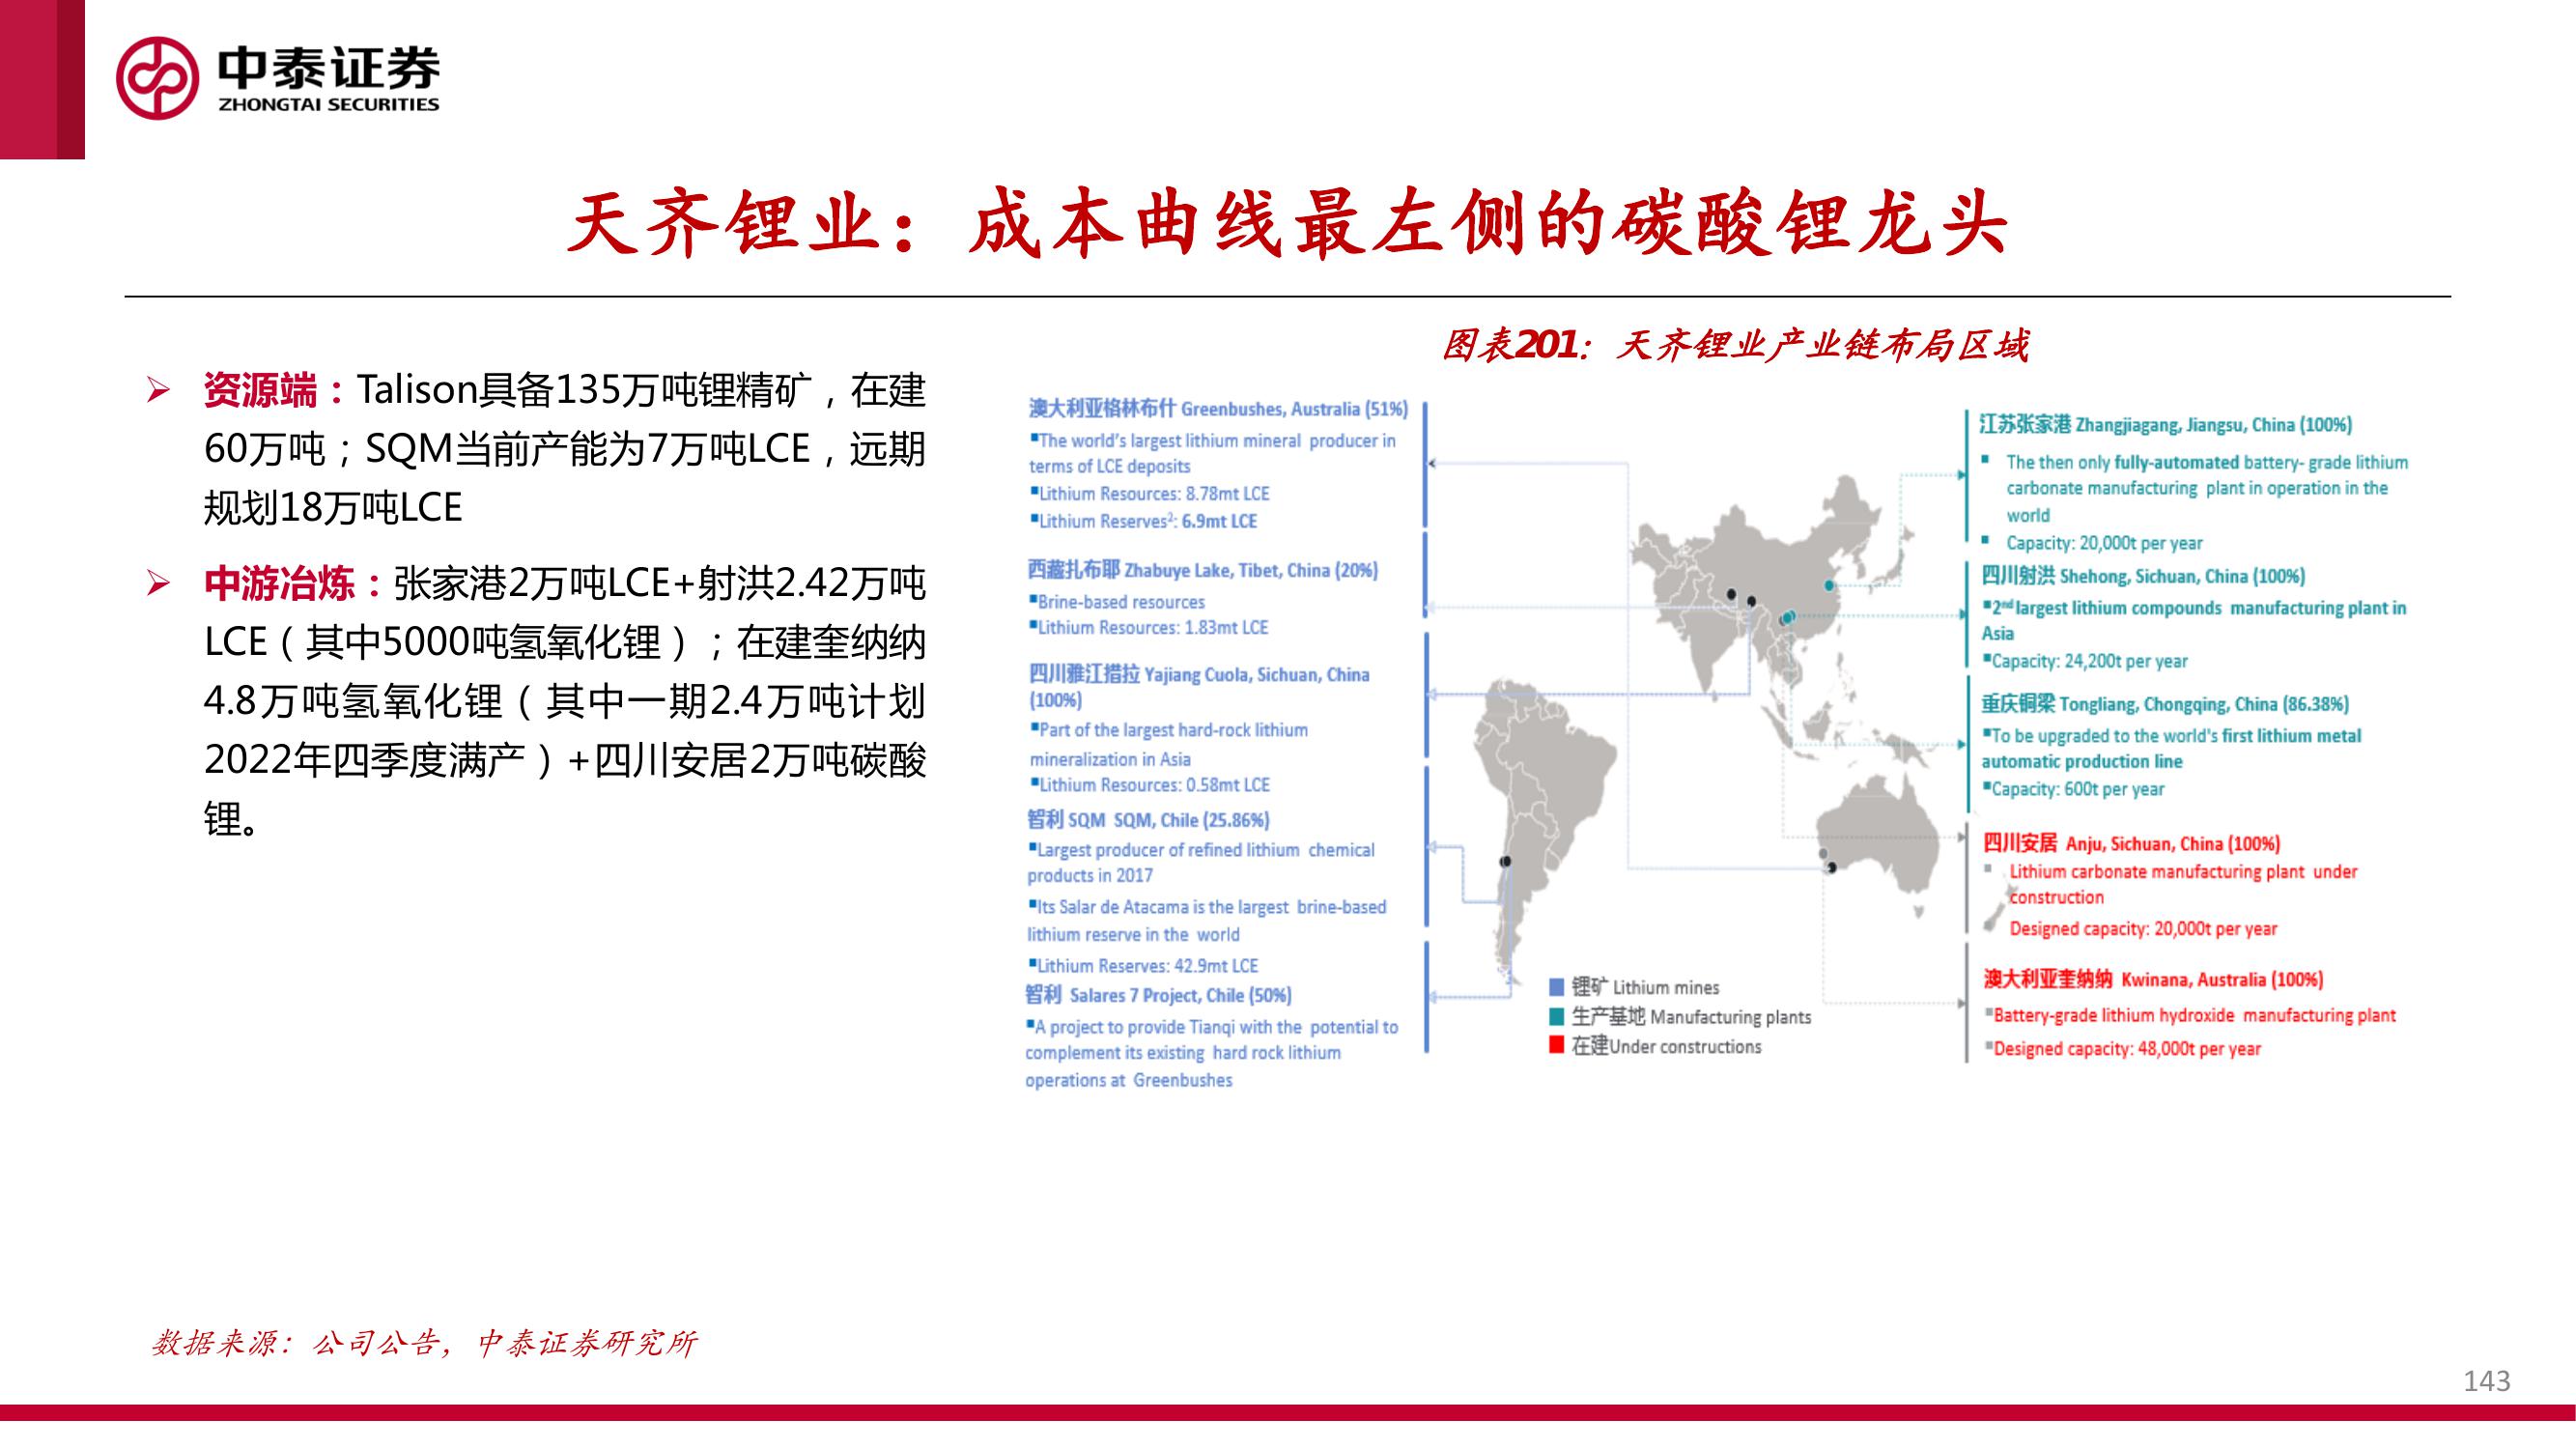 中泰证券
ZHONGTAI SECURITIES
天齐锂业：成本曲线最左侧的碳酸锂龙头
➢ 资源端：Talison具备135万吨锂精矿，在建
60万吨；SQM当前产能为7万吨LCE，远期
规划18万吨LCE
➢ 中游冶炼：张家港2万吨LCE+射洪2.42万吨
LCE（其中5000吨氢氧化锂）；在建奎纳纳
4.8万吨氢氧化锂（其中一期2.4万吨计划
2022年四季度满产）+四川安居2万吨碳酸
锂。
图表201：天齐锂业产业链布局区域
澳大利亚格林布什 Greenbushes, Australia (51%)
▪The world's largest lithium mineral producer in
terms of LCE deposits
▪Lithium Resources: 8.78mt LCE
▪Lithium Reserves²: 6.9mt LCE
西藏扎布耶 Zhabuye Lake, Tibet, China (20%)
▪Brine-based resources
▪Lithium Resources: 1.83mt LCE
四川雅江措拉 Yajiang Cuola, Sichuan, China
(100%)
▪Part of the largest hard-rock lithium
mineralization in Asia
▪Lithium Resources: 0.58mt LCE
智利 SQM SQM, Chile (25.86%)
▪Largest producer of refined lithium chemical
products in 2017
▪Its Salar de Atacama is the largest brine-based
lithium reserve in the world
▪Lithium Reserves: 42.9mt LCE
智利 Salares 7 Project, Chile (50%)
▪A project to provide Tianqi with the potential to
complement its existing hard rock lithium
operations at Greenbushes
锂矿 Lithium mines
生产基地 Manufacturing plants
在建Under constructions
江苏张家港 Zhangjiagang, Jiangsu, China (100%)
▪ The then only fully-automated battery- grade lithium
carbonate manufacturing plant in operation in the
world
▪ Capacity: 20,000t per year
四川射洪 Shehong, Sichuan, China (100%)
▪2nd largest lithium compounds manufacturing plant in
Asia
▪Capacity: 24,200t per year
重庆铜梁 Tongliang, Chongqing, China (86.38%)
▪To be upgraded to the world's first lithium metal
automatic production line
▪Capacity: 600t per year
四川安居 Anju, Sichuan, China (100%)
▪ Lithium carbonate manufacturing plant under
construction
Designed capacity: 20,000t per year
澳大利亚奎纳纳 Kwinana, Australia (100%)
▪Battery-grade lithium hydroxide manufacturing plant
▪Designed capacity: 48,000t per year
数据来源：公司公告，中泰证券研究所
143